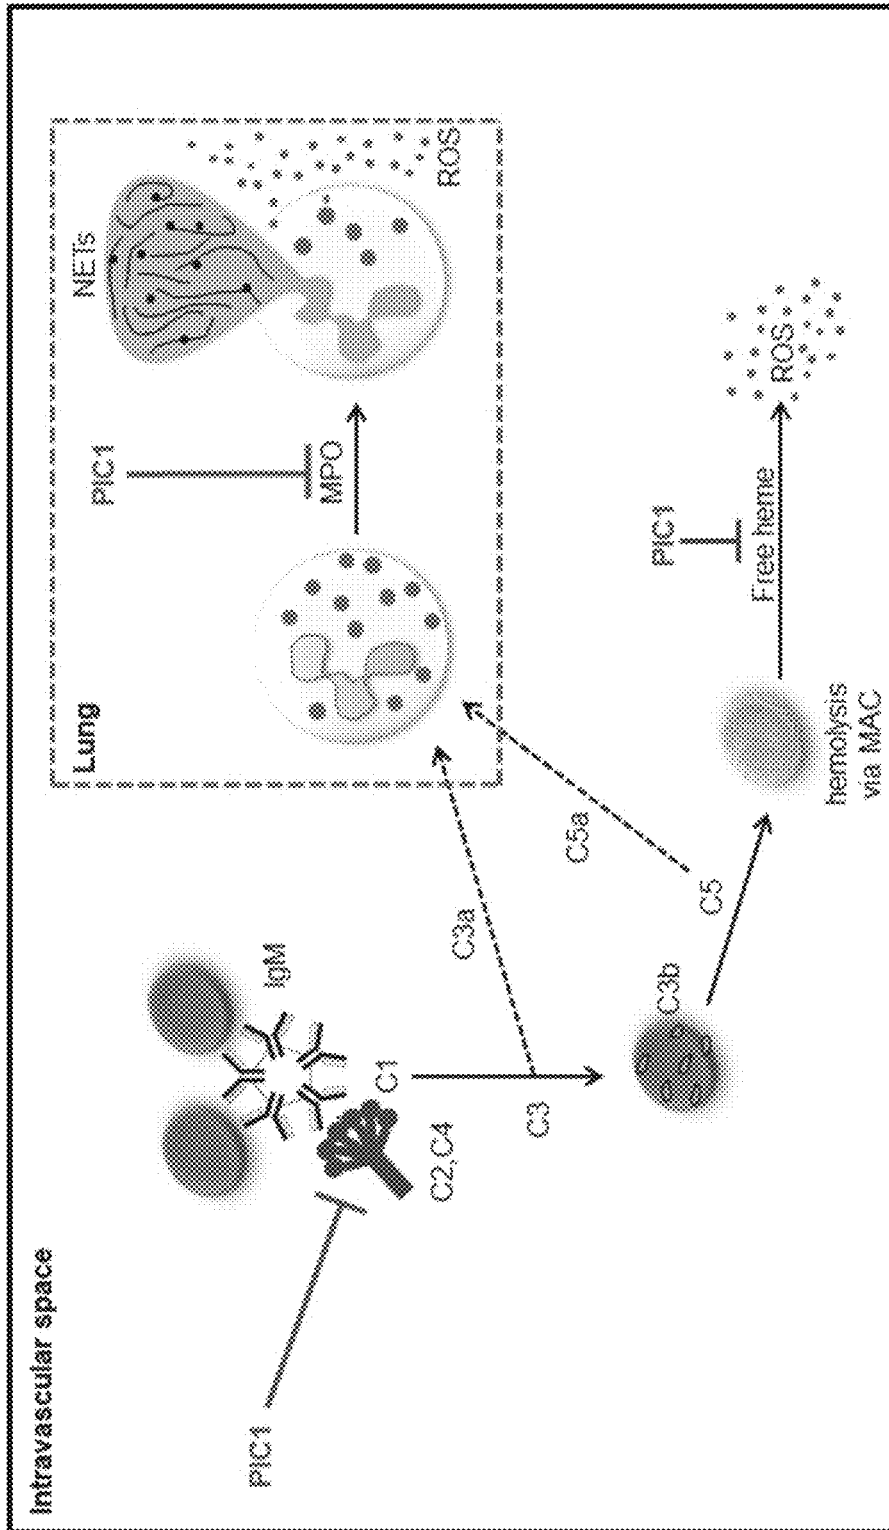 Intravascular space
PIC1
C2,C4
C1
IgM
C3
C3a
C3b
C5
C5a
hemolysis
via MAC
PIC1
Free heme
ROS
Lung
PIC1
MPO
NETs
ROS